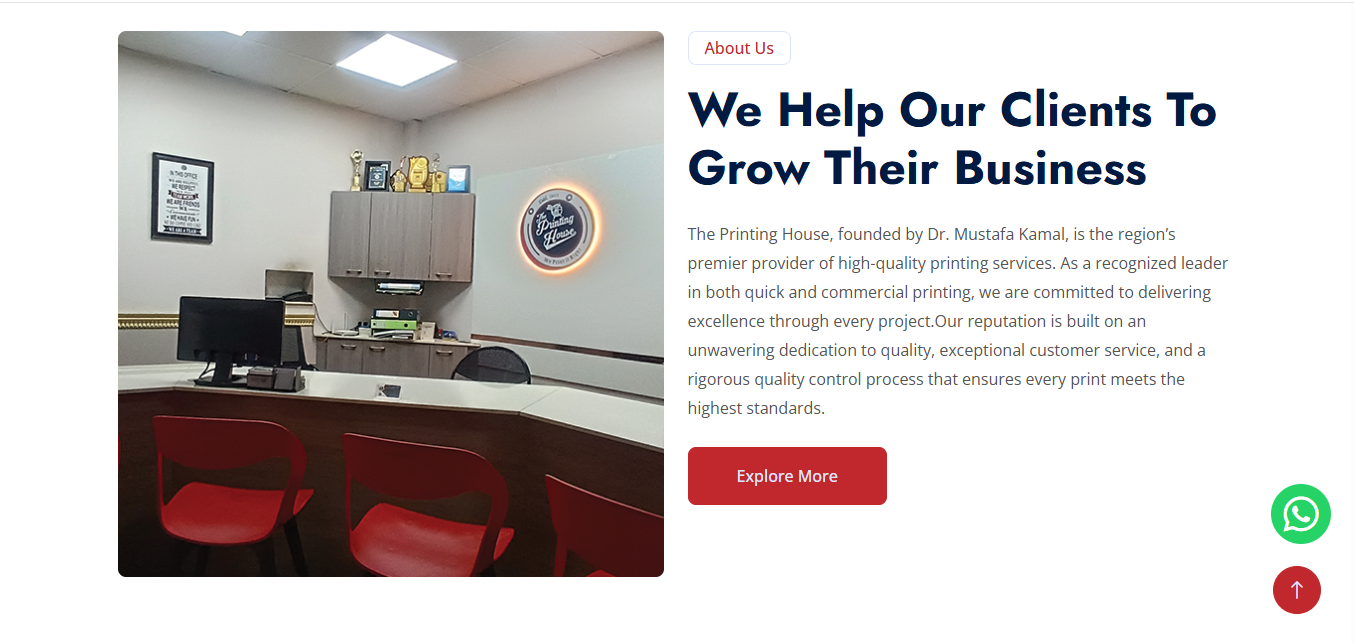 About Us
We Help Our Clients To
Grow Their Business
The Printing House, founded by Dr. Mustafa Kamal, is the region's
premier provider of high-quality printing services. As a recognized leader
in both quick and commercial printing, we are committed to delivering
excellence through every project.Our reputation is built on an
unwavering dedication to quality, exceptional customer service, and a
rigorous quality control process that ensures every print meets the
highest standards.
Explore More
IN THIS OFFICE
WE RESPECT
WE ARE FRIENDS
WE HAVE FUN
WE ARE A TEAM
The
Printing
House